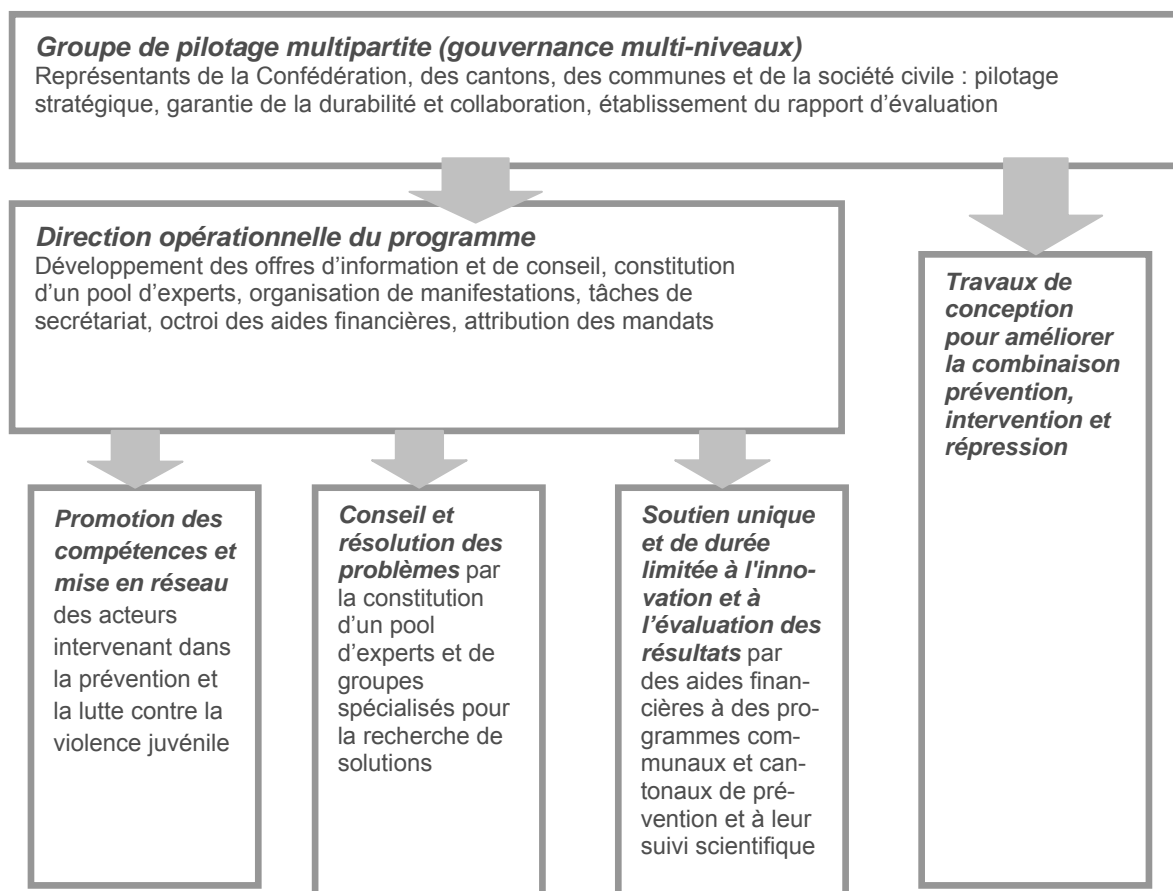 Groupe de pilotage multipartite (gouvernance multi-niveaux)
Représentants de la Confédération, des cantons, des communes et de la société civile : pilotage
stratégique, garantie de la durabilité et collaboration, établissement du rapport d’évaluation
Direction opérationnelle du programme
Développement des offres d’information et de conseil, constitution
d’un pool d’experts, organisation de manifestations, tâches de
secrétariat, octroi des aides financières, attribution des mandats
Travaux de
conception
pour améliorer
la combinaison
prévention,
intervention et
répression
Promotion des
compétences et
mise en réseau
des acteurs
intervenant dans
la prévention et
la lutte contre la
violence juvénile
Conseil et
résolution des
problèmes par
la constitution
d’un pool
d’experts et de
groupes
spécialisés pour
la recherche de
solutions
Soutien unique
et de durée
limitée à l'inno-
vation et à
l’évaluation des
résultats par
des aides finan-
cières à des pro-
grammes com-
munaux et can-
tonaux de pré-
vention et à leur
suivi scientifique